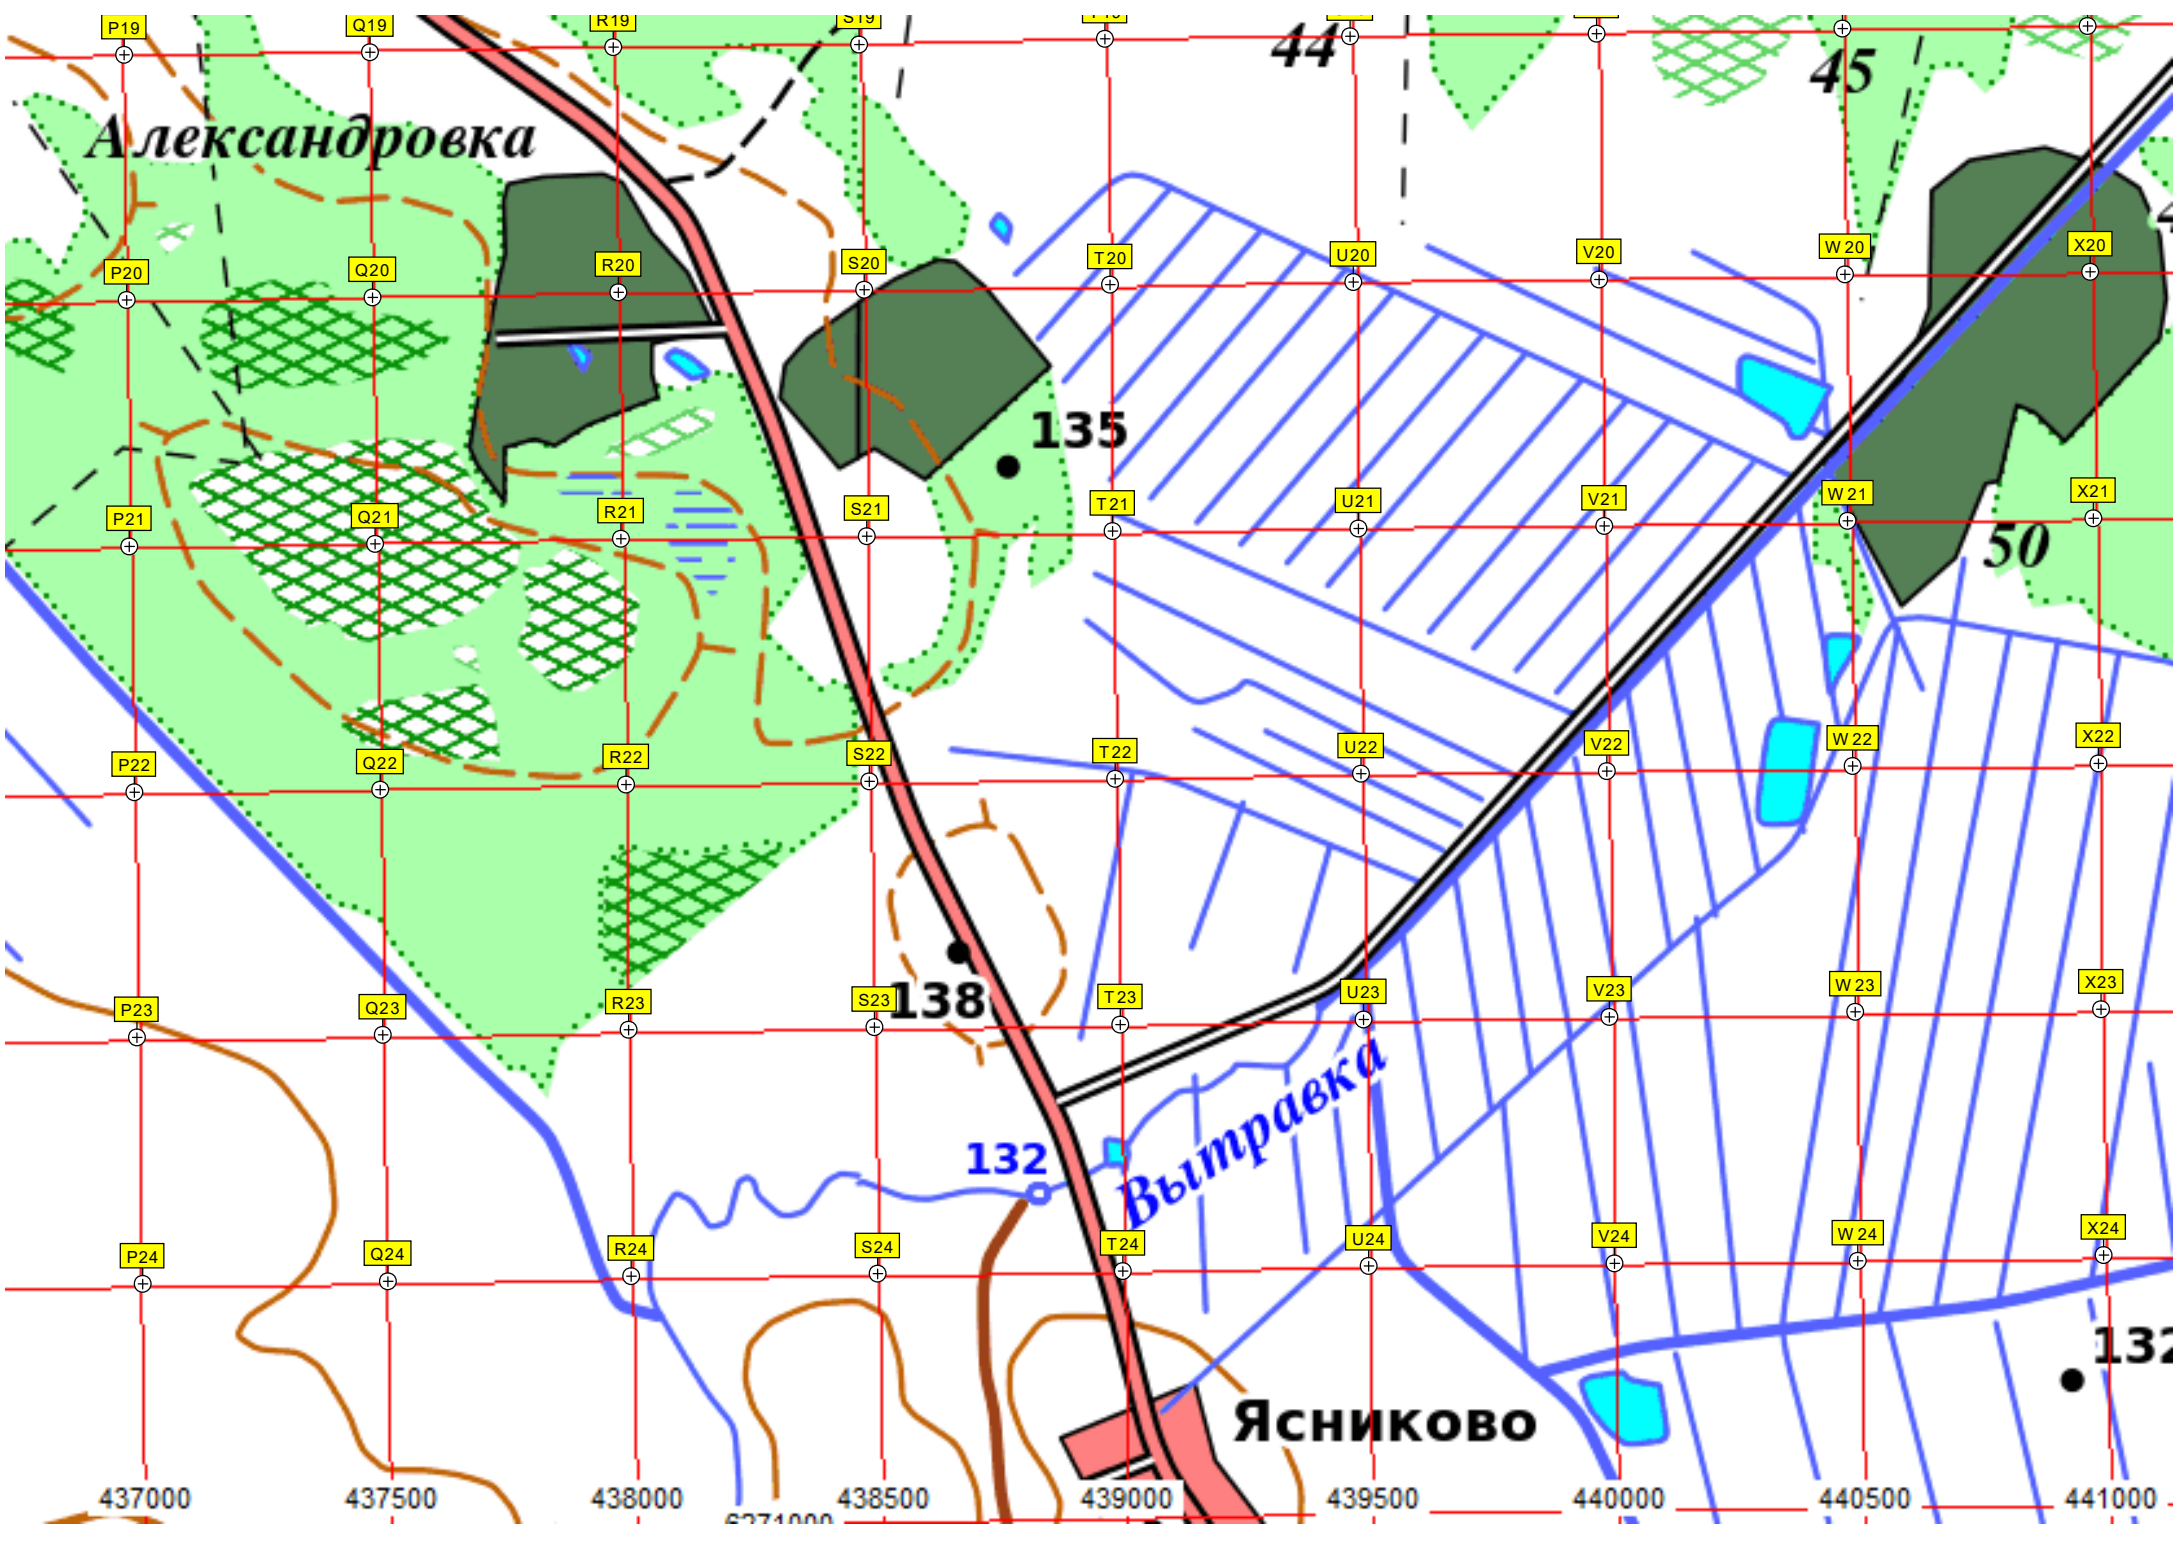 P19 Q19 R19 S19
44
45
Александровка
P20 Q20 R20 S20 T20 U20 V20 W20 X20
135
P21 Q21 R21 S21 T21 U21 V21 W21 X21
50
P22 Q22 R22 S22 T22 U22 V22 W22 X22
P23 Q23 R23 S23 T23 U23 V23 W23 X23
138
Вытравка
132
P24 Q24 R24 S24 T24 U24 V24 W24 X24
132
Ясниково
437000 437500 438000 438500 439000 439500 440000 440500 441000
6271000